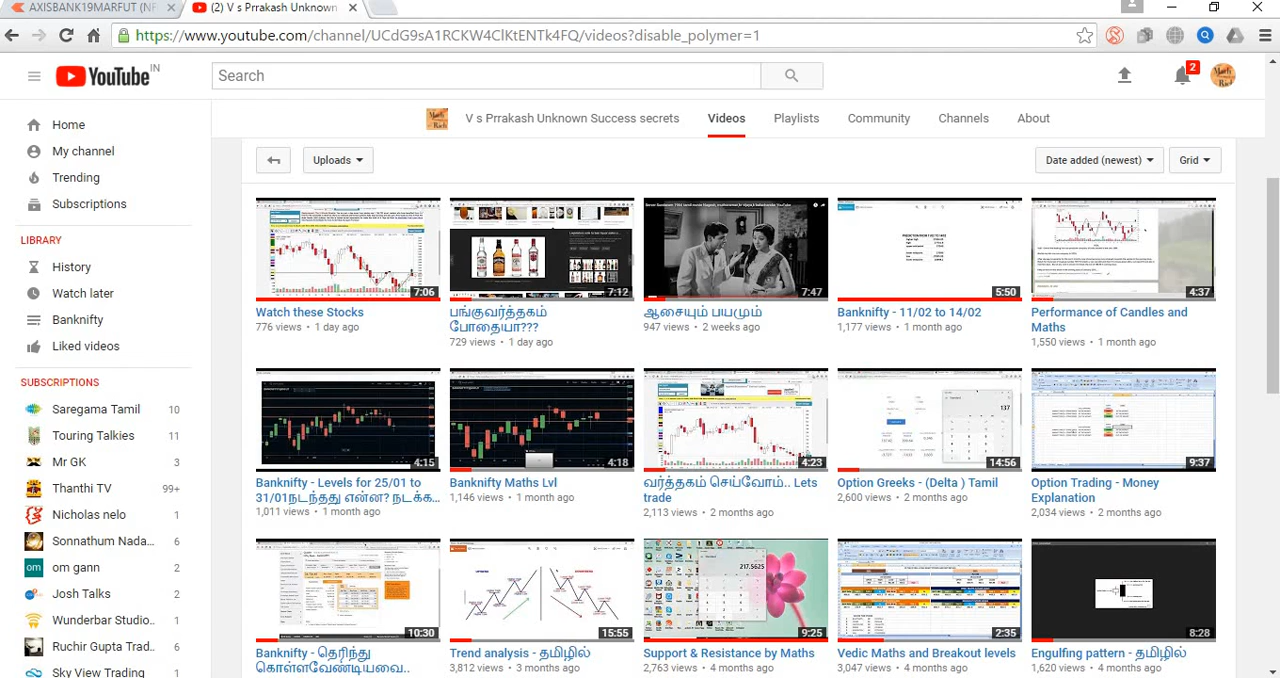 AXISBANK19MARFUT (NF
(2) V s Prrakash Unknown
https://www.youtube.com/channel/UCdG9sA1RCKW4ClKtENTk4FQ/videos?disable_polymer=1
YouTube IN
Search
2
V s Prrakash Unknown Success secrets
Videos
Playlists
Community
Channels
About
Uploads
Date added (newest)
Grid
Home
My channel
Trending
Subscriptions
LIBRARY
History
Watch later
Banknifty
Liked videos
SUBSCRIPTIONS
Saregama Tamil 10
Touring Talkies 11
Mr GK 3
Thanthi TV 99+
Nicholas nelo 1
Sonnathum Nada... 6
om gamn 2
Josh Talks 2
Wunderbar Studio.. 1
Ruchir Gupta Trad.. 6
Sky View Trading 1
7:06
Watch these Stocks
776 views • 1 day ago
7:12
பங்குவர்த்தகம்
போதையா???
729 views • 1 day ago
7:47
ஆசையும் பயமும்
947 views • 2 weeks ago
5:50
Banknifty - 11/02 to 14/02
1,177 views • 1 month ago
4:37
Performance of Candles and
Maths
1,550 views • 1 month ago
4:15
Banknifty - Levels for 25/01 to
31/01நடந்தது என்ன? நடக்க...
1,011 views • 1 month ago
4:18
Banknifty Maths Lvl
1,146 views • 1 month ago
4:23
வர்த்தகம் செய்வோம்.. Lets
trade
2,113 views • 2 months ago
137
14:56
Option Greeks - (Delta ) Tamil
2,600 views • 2 months ago
9:37
Option Trading - Money
Explanation
2,034 views • 2 months ago
10:30
Banknifty - தெரிந்து
கொள்ளவேண்டியவை..
15:55
Trend analysis - தமிழில்
3,812 views • 3 months ago
217.5625
9:25
Support & Resistance by Maths
2,763 views • 4 months ago
2:35
Vedic Maths and Breakout levels
3,047 views • 4 months ago
8:28
Engulfing pattern - தமிழில்
1,620 views • 4 months ago